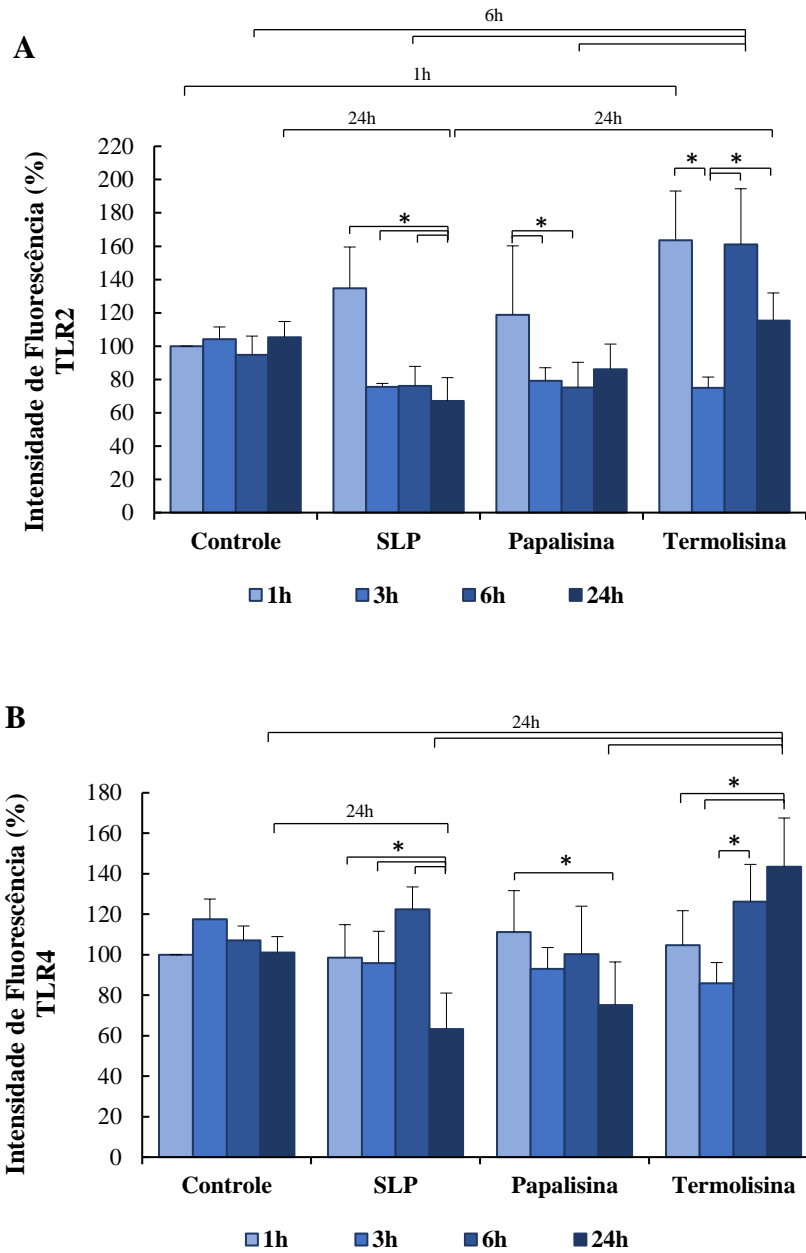 6h
A
1h
24h
24h
Intensidade de Fluorescência (%)
TLR2
220
200
180
160
140
120
100
80
60
40
20
0
*
*
*
*
Controle
SLP
Papalisina
Termolisina
1h
3h
6h
24h
B
24h
24h
Intensidade de Fluorescência (%)
TLR4
180
160
140
120
100
80
60
40
20
0
*
*
*
*
Controle
SLP
Papalisina
Termolisina
1h
3h
6h
24h